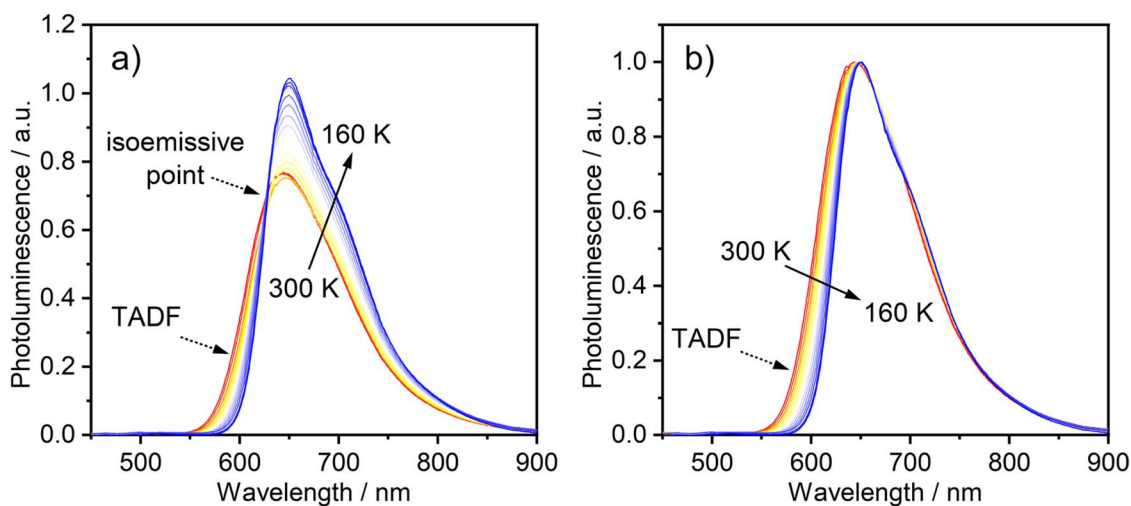 a)
1.2
1.0
0.8
0.6
0.4
0.2
0.0
Photoluminescence / a.u.
isoemissive
point
160 K
300 K
TADF
500
600
700
800
900
Wavelength / nm
b)
1.0
0.8
0.6
0.4
0.2
0.0
Photoluminescence / a.u.
300 K
160 K
TADF
500
600
700
800
900
Wavelength / nm